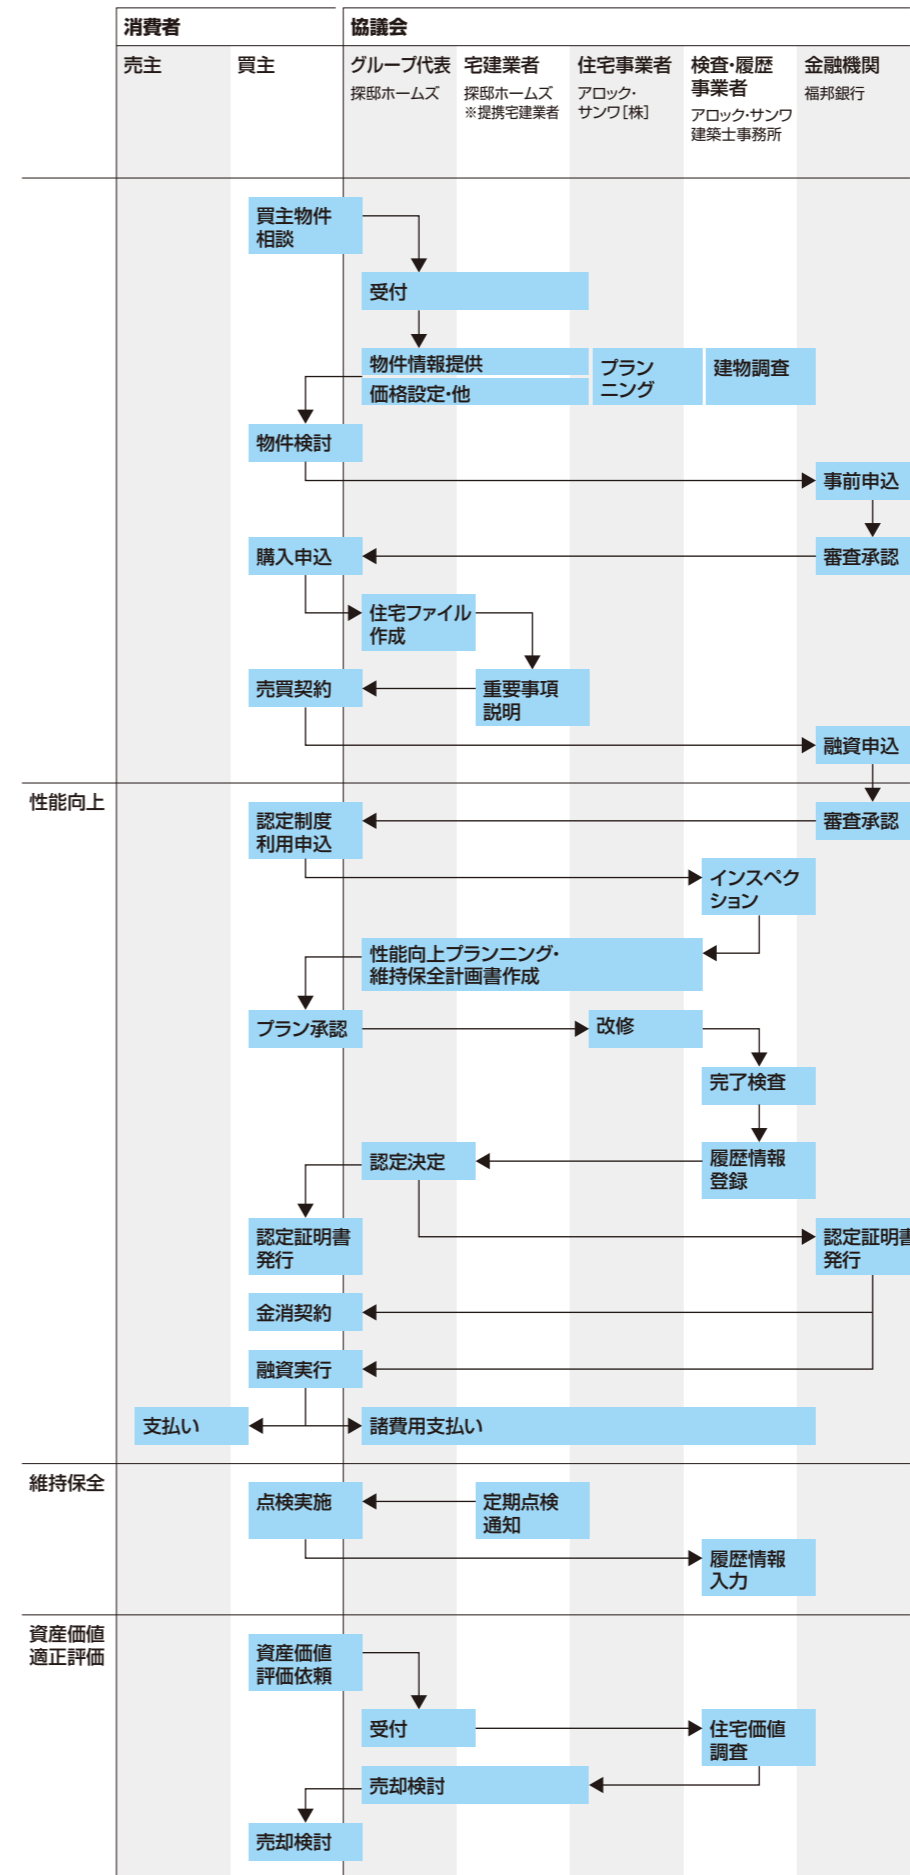 消費者
協議会
売主
買主
グループ代表
探邸ホームズ
宅建業者
探邸ホームズ
※提携宅建業者
住宅事業者
アロック・
サンワ[株]
検査・履歴
事業者
アロック・サンワ
建築士事務所
金融機関
福邦銀行
買主物件
相談
受付
物件情報提供
価格設定・他
プラン
ニング
建物調査
物件検討
事前申込
購入申込
審査承認
住宅ファイル
作成
売買契約
重要事項
説明
融資申込
性能向上
認定制度
利用申込
審査承認
インスペク
ション
性能向上プランニング・
維持保全計画書作成
プラン承認
改修
完了検査
認定決定
履歴情報
登録
認定証明書
発行
認定証明書
発行
金消契約
融資実行
支払い
諸費用支払い
維持保全
点検実施
定期点検
通知
履歴情報
入力
資産価値
適正評価
資産価値
評価依頼
受付
住宅価値
調査
売却検討
売却検討